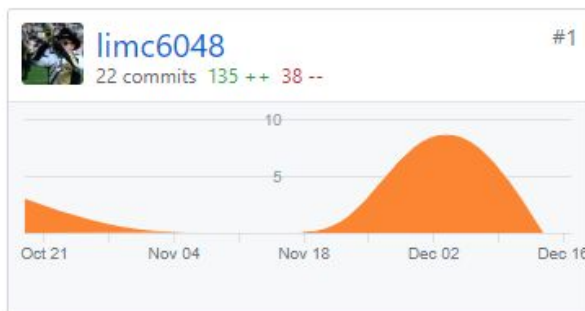 limc6048 #1
22 commits 135 ++ 38 --
10
5
Oct 21 Nov 04 Nov 18 Dec 02 Dec 16